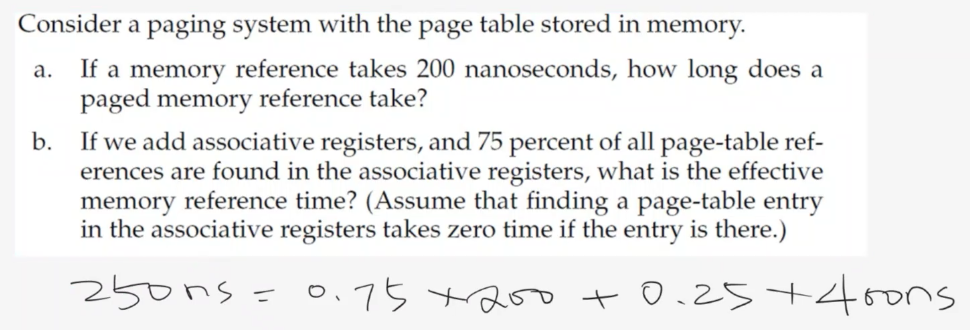 Consider a paging system with the page table stored in memory.
a. If a memory reference takes 200 nanoseconds, how long does a
paged memory reference take?
b. If we add associative registers, and 75 percent of all page-table ref-
erences are found in the associative registers, what is the effective
memory reference time? (Assume that finding a page-table entry
in the associative registers takes zero time if the entry is there.)
250ns = 0.75 + 200 + 0.25 + 400ns